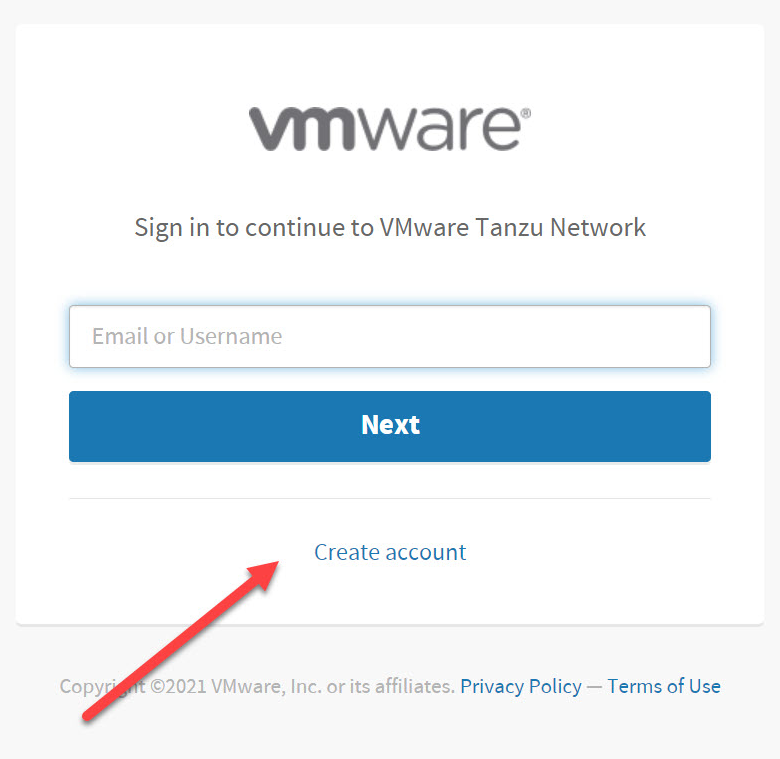 vmware®
Sign in to continue to VMware Tanzu Network
Email or Username
Next
Create account
Copyright ©2021 VMware, Inc. or its affiliates. Privacy Policy — Terms of Use